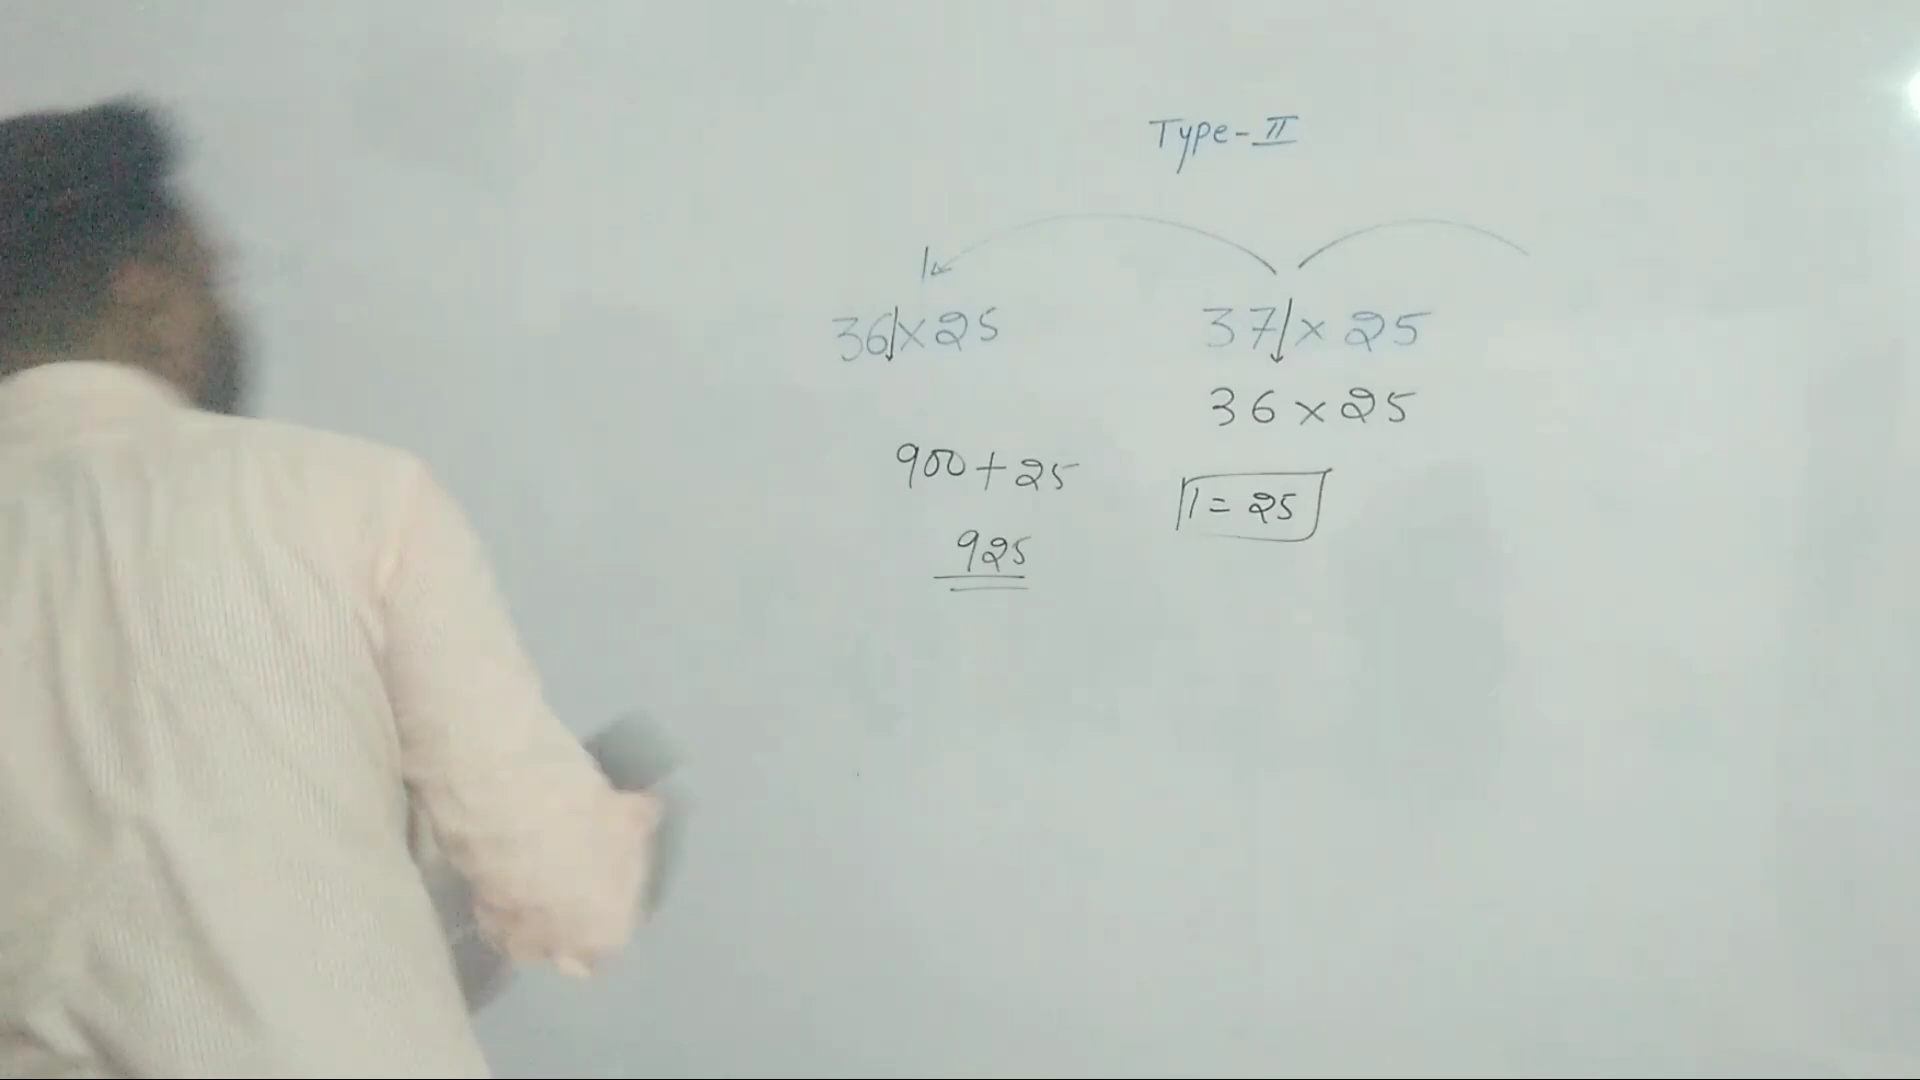 Type-II
1
36 × 25 37 × 25
36 × 25
900 + 25
1 = 25
925